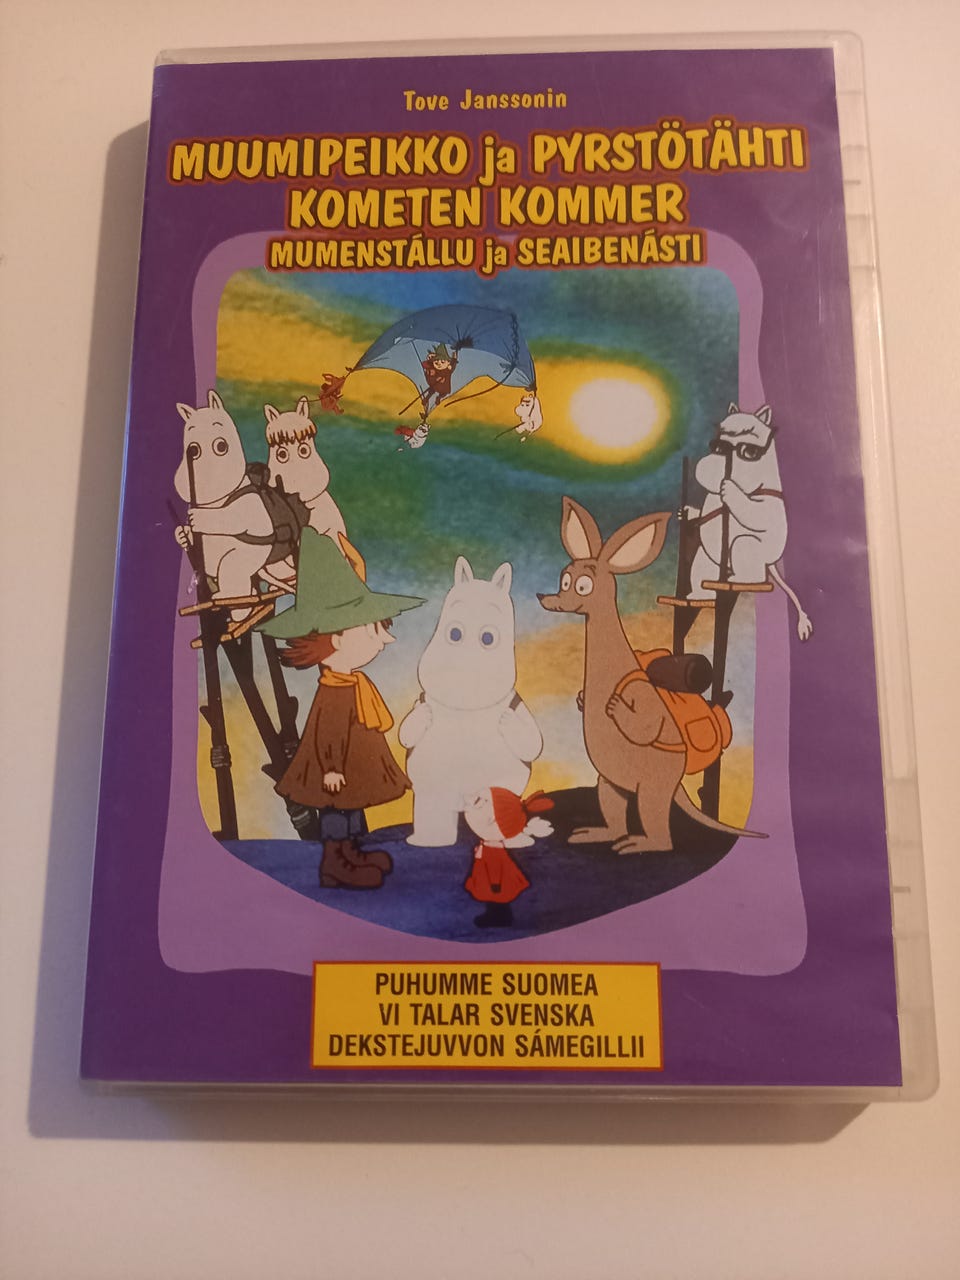 Tove Janssonin
MUUMIPEIKKO ja PYRSTÖTÄHTI
KOMETEN KOMMER
MUMENSTÁLLU ja SEAIBENÁSTI
PUHUMME SUOMEA
VI TALAR SVENSKA
DEKSTEJUVVON SÁMEGILLII